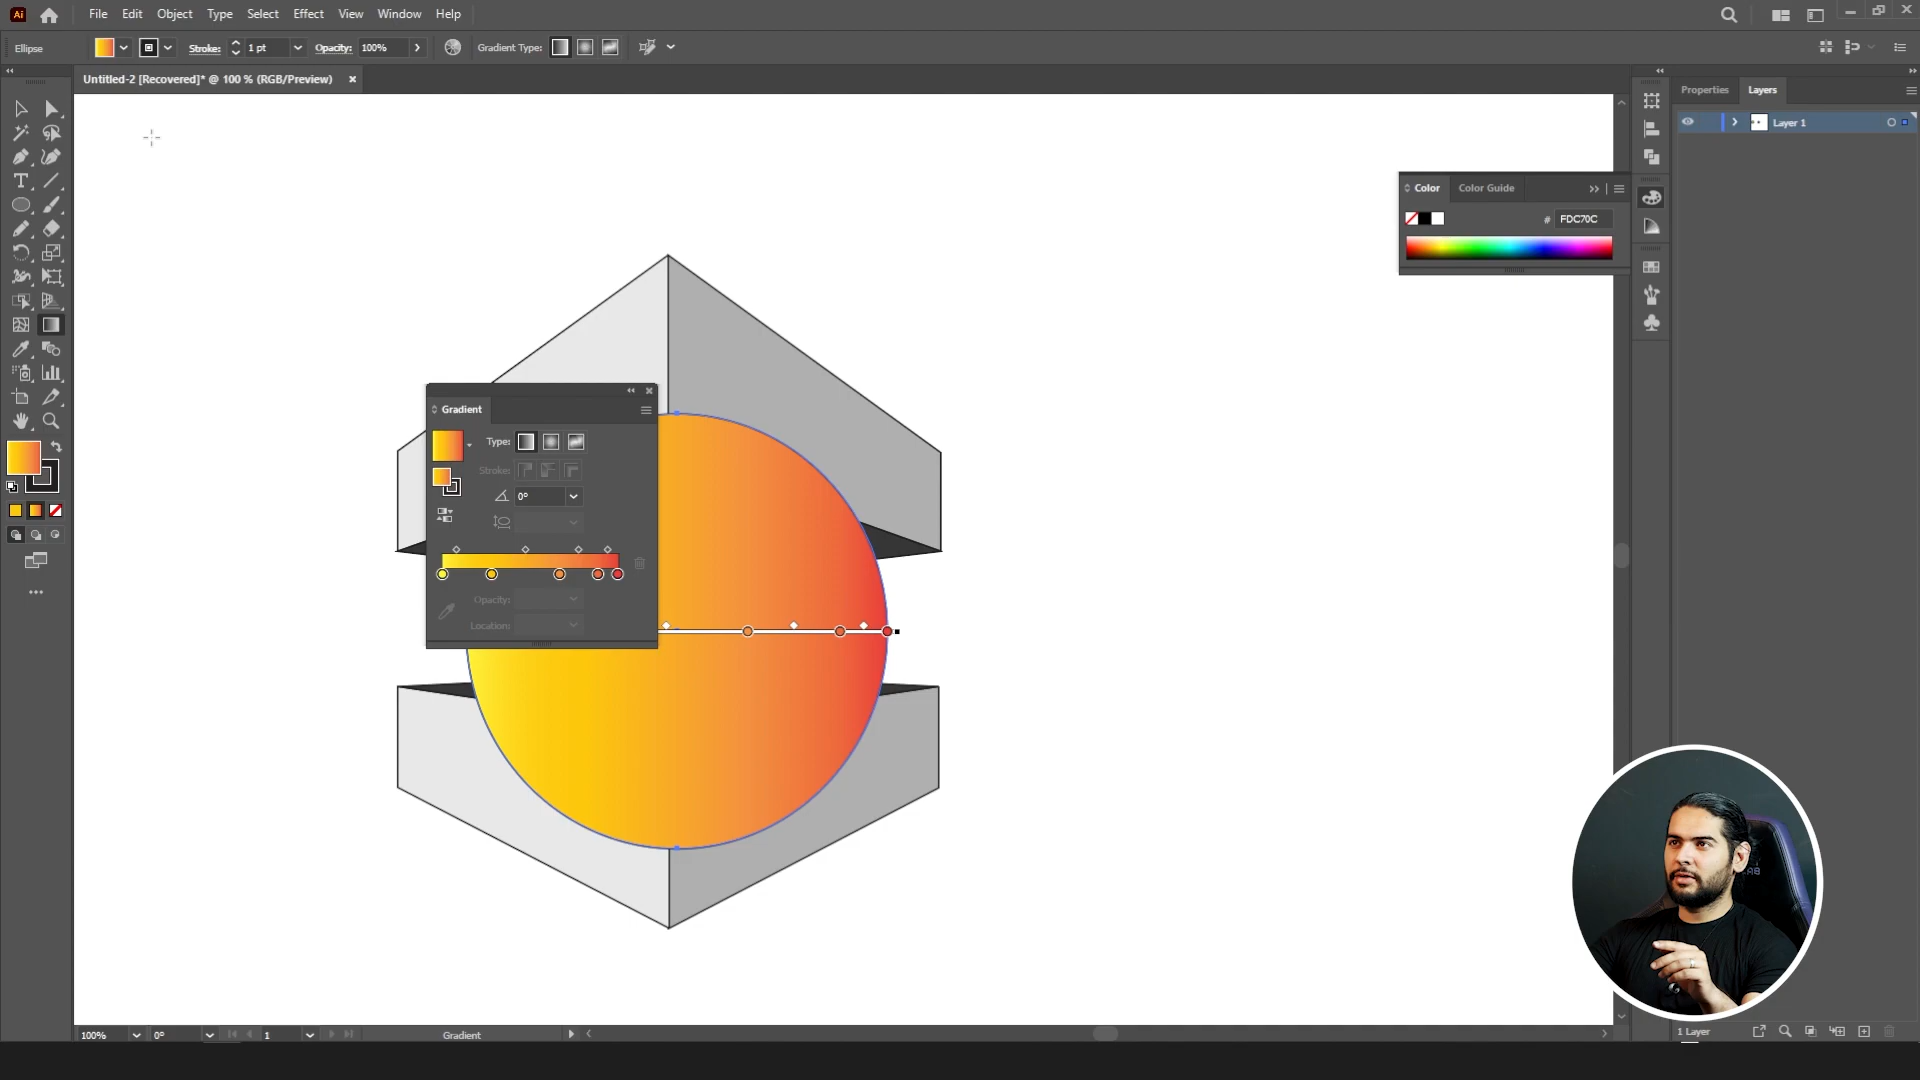 Ai File Edit Object Type Select Effect View Window Help
Ellipse Stroke: 1 pt Opacity: 100% Gradient Type:
Untitled-2 [Recovered]* @ 100 % (RGB/Preview)
Properties Layers
Layer 1
Color Color Guide
# FDC70C
Gradient
Type:
Stroke:
0°
Opacity:
Location:
100% 0° 1 Gradient
1 Layer